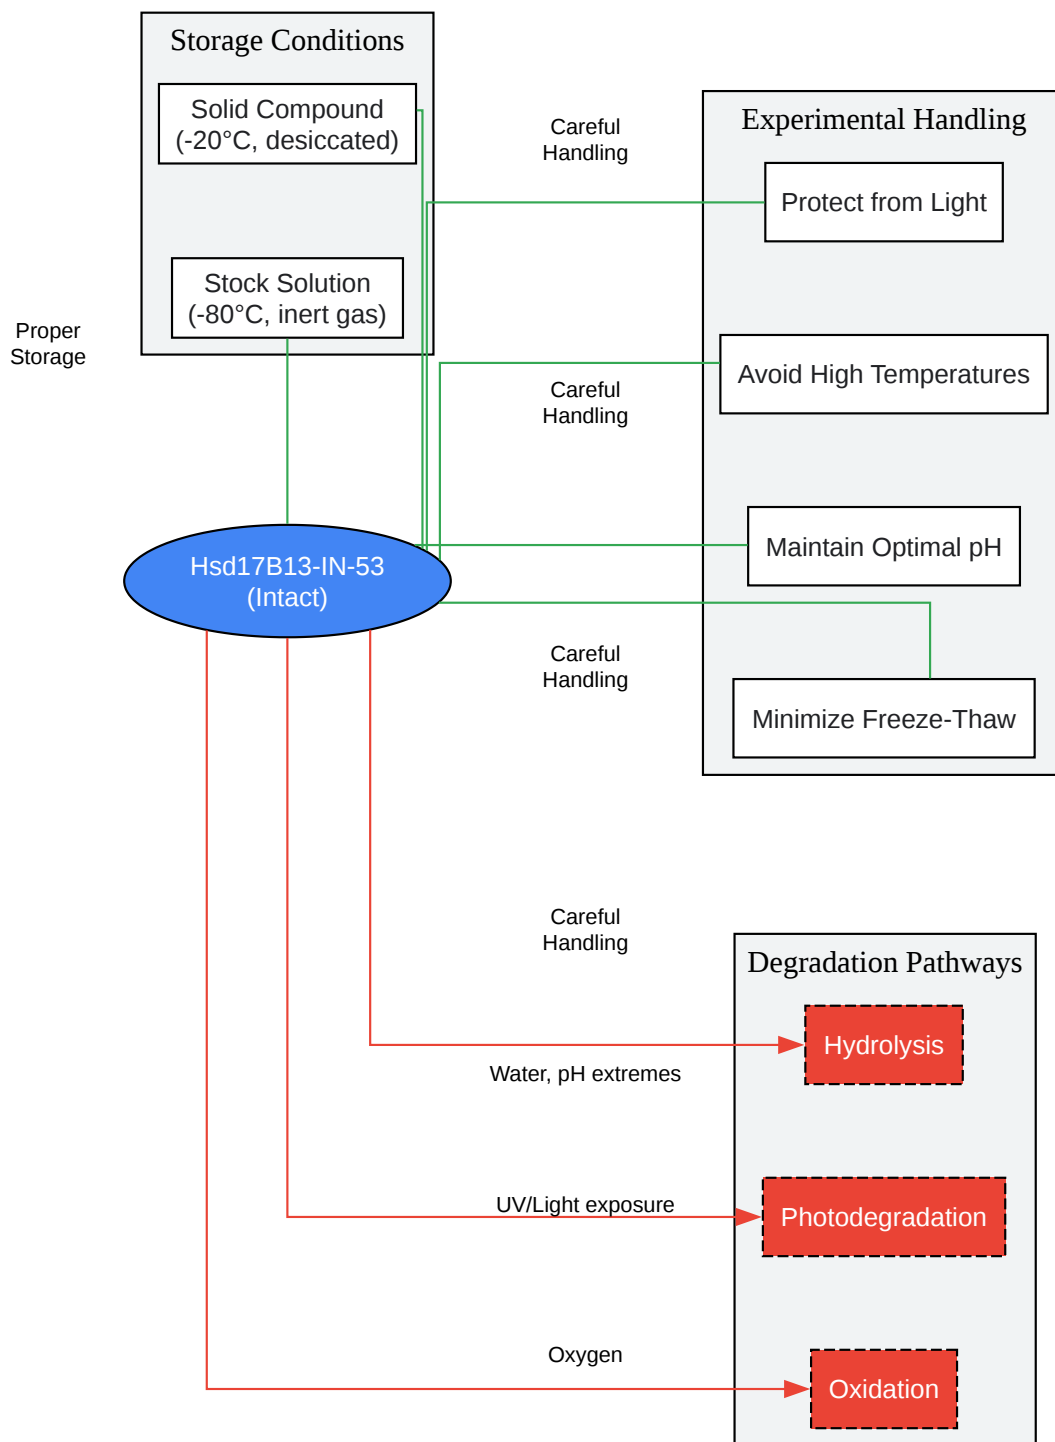 Storage Conditions
Solid Compound
(-20°C, desiccated)
Stock Solution
(-80°C, inert gas)
Proper
Storage
Careful
Handling
Experimental Handling
Protect from Light
Avoid High Temperatures
Careful
Handling
Maintain Optimal pH
Hsd17B13-IN-53
(Intact)
Careful
Handling
Minimize Freeze-Thaw
Careful
Handling
Degradation Pathways
Hydrolysis
Water, pH extremes
UV/Light exposure
Photodegradation
Oxygen
Oxidation